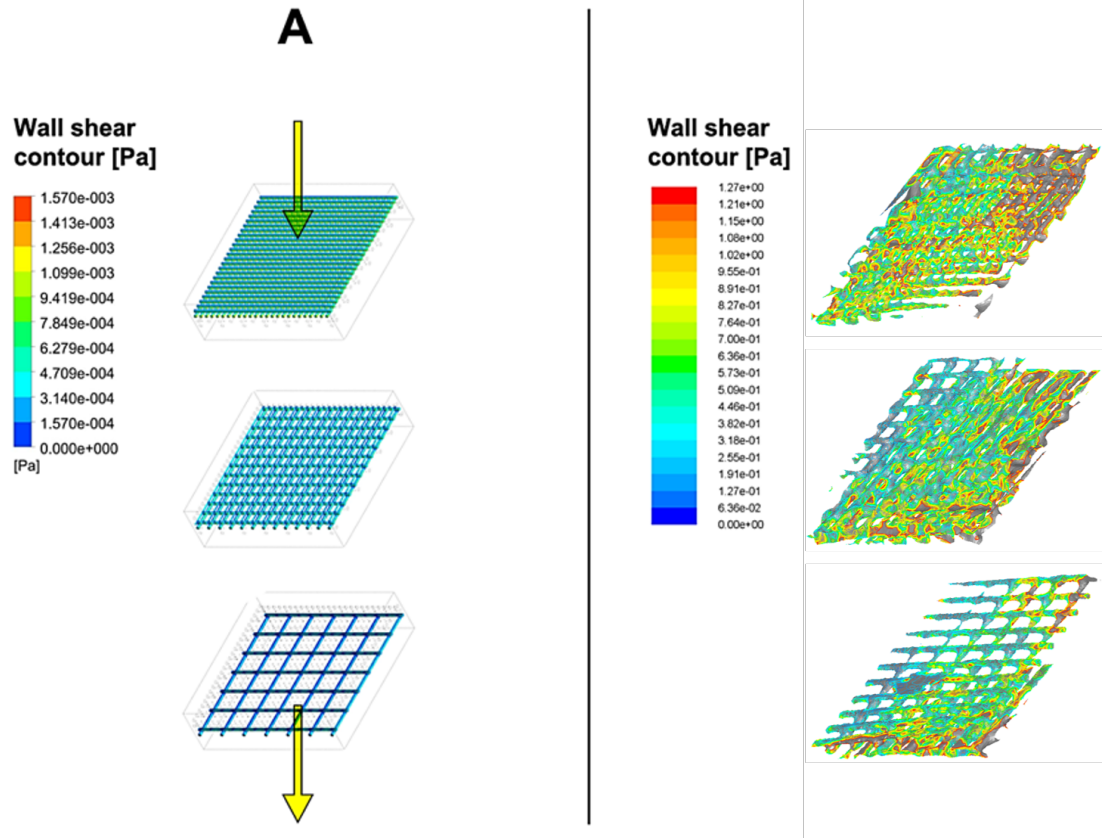 A
Wall shear
contour [Pa]
1.570e-003
1.413e-003
1.256e-003
1.099e-003
9.419e-004
7.849e-004
6.279e-004
4.709e-004
3.140e-004
1.570e-004
0.000e+000
[Pa]
Wall shear
contour [Pa]
1.27e+00
1.21e+00
1.15e+00
1.08e+00
1.02e+00
9.55e-01
8.91e-01
8.27e-01
7.64e-01
7.00e-01
6.36e-01
5.73e-01
5.09e-01
4.46e-01
3.82e-01
3.18e-01
2.55e-01
1.91e-01
1.27e-01
6.36e-02
0.00e+00